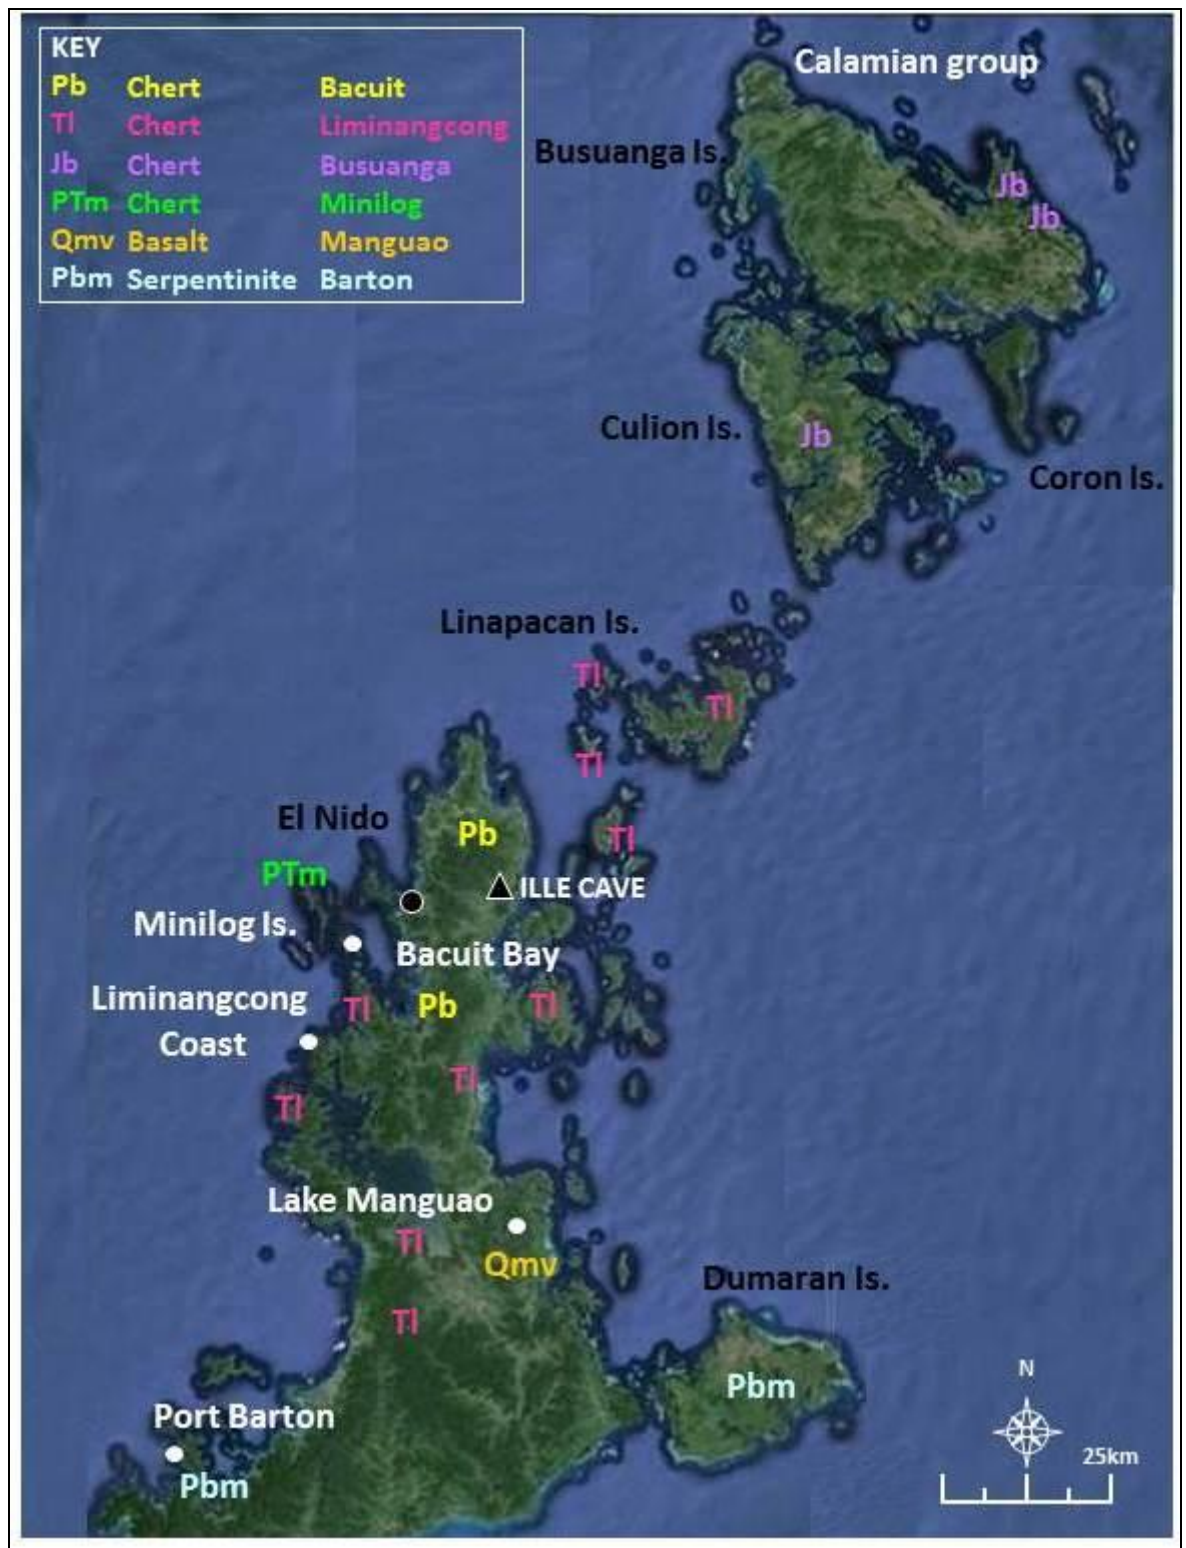 KEY
Pb Chert Bacuit
Tl Chert Liminangcong
Jb Chert Busuanga
PTm Chert Minilog
Qmv Basalt Manguao
Pbm Serpentinite Barton
Calamian group
Busuanga Is.
Jb
Jb
Culion Is.
Jb
Coron Is.
Linapacan Is.
Tl
Tl
Tl
El Nido
Pb
Tl
PTm
ILLE CAVE
Minilog Is.
Bacuit Bay
Liminangcong
Coast
Tl
Pb
Tl
Tl
Tl
Lake Manguao
Tl
Qmv
Dumaran Is.
Tl
Pbm
N
Port Barton
25km
Pbm